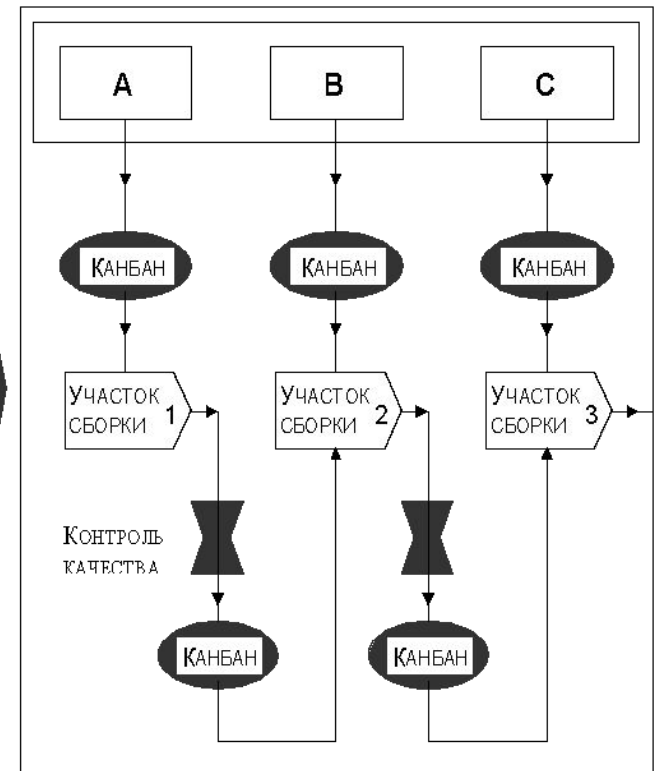 A
B
C
КАНБАН
КАНБАН
КАНБАН
УЧАСТОК
СБОРКИ 1
УЧАСТОК
СБОРКИ 2
УЧАСТОК
СБОРКИ 3
КОНТРОЛЬ
КАЧЕСТВА
КАНБАН
КАНБАН